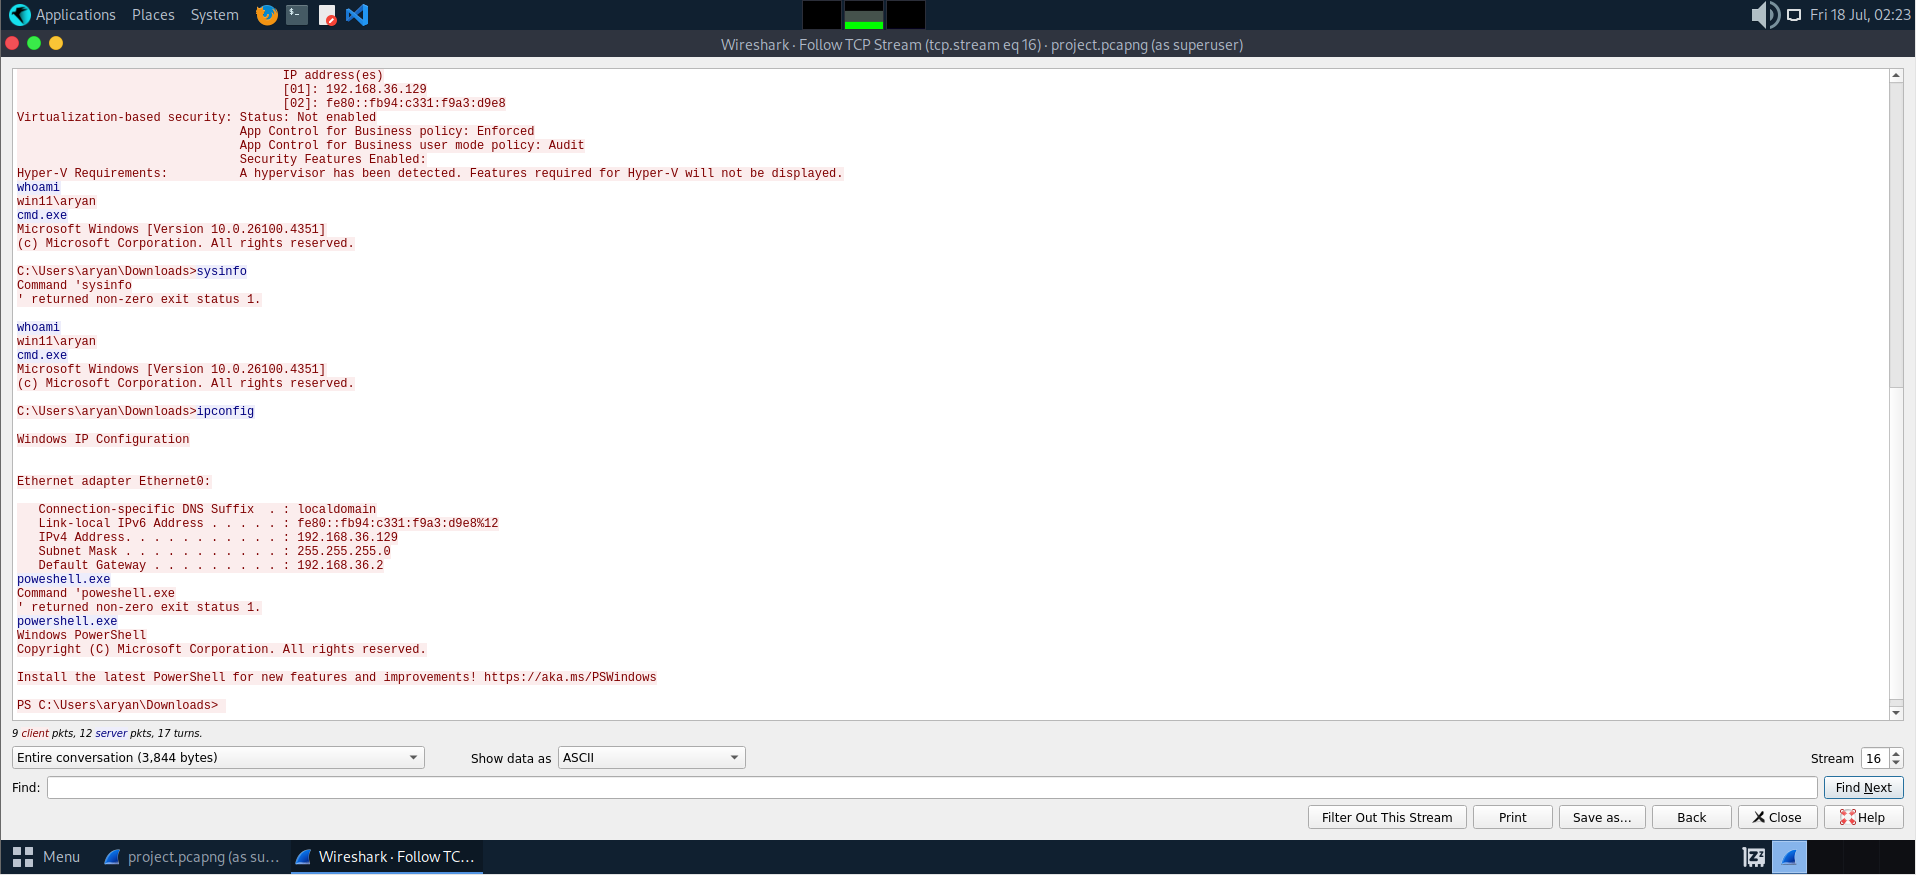 Applications Places System Fri 18 Jul, 02:23
Wireshark · Follow TCP Stream (tcp.stream eq 16) · project.pcapng (as superuser)
IP address(es)
[01]: 192.168.36.129
[02]: fe80::fb94:c331:f9a3:d9e8
Virtualization-based security: Status: Not enabled
App Control for Business policy: Enforced
App Control for Business user mode policy: Audit
Security Features Enabled:
Hyper-V Requirements: A hypervisor has been detected. Features required for Hyper-V will not be displayed.
whoami
win11\aryan
cmd.exe
Microsoft Windows [Version 10.0.26100.4351]
(c) Microsoft Corporation. All rights reserved.
C:\Users\aryan\Downloads>sysinfo
Command 'sysinfo
' returned non-zero exit status 1.
whoami
win11\aryan
cmd.exe
Microsoft Windows [Version 10.0.26100.4351]
(c) Microsoft Corporation. All rights reserved.
C:\Users\aryan\Downloads>ipconfig
Windows IP Configuration
Ethernet adapter Ethernet0:
Connection-specific DNS Suffix . : localdomain
Link-local IPv6 Address . . . . . : fe80::fb94:c331:f9a3:d9e8%12
IPv4 Address. . . . . . . . . . . : 192.168.36.129
Subnet Mask . . . . . . . . . . . : 255.255.255.0
Default Gateway . . . . . . . . . : 192.168.36.2
poweshell.exe
Command 'poweshell.exe
' returned non-zero exit status 1.
powershell.exe
Windows PowerShell
Copyright (C) Microsoft Corporation. All rights reserved.
Install the latest PowerShell for new features and improvements! https://aka.ms/PSWindows
PS C:\Users\aryan\Downloads>
9 client pkts, 12 server pkts, 17 turns.
Entire conversation (3,844 bytes) Show data as ASCII Stream 16
Find: Find Next
Filter Out This Stream Print Save as… Back Close Help
Menu project.pcapng (as su… Wireshark · Follow TC…